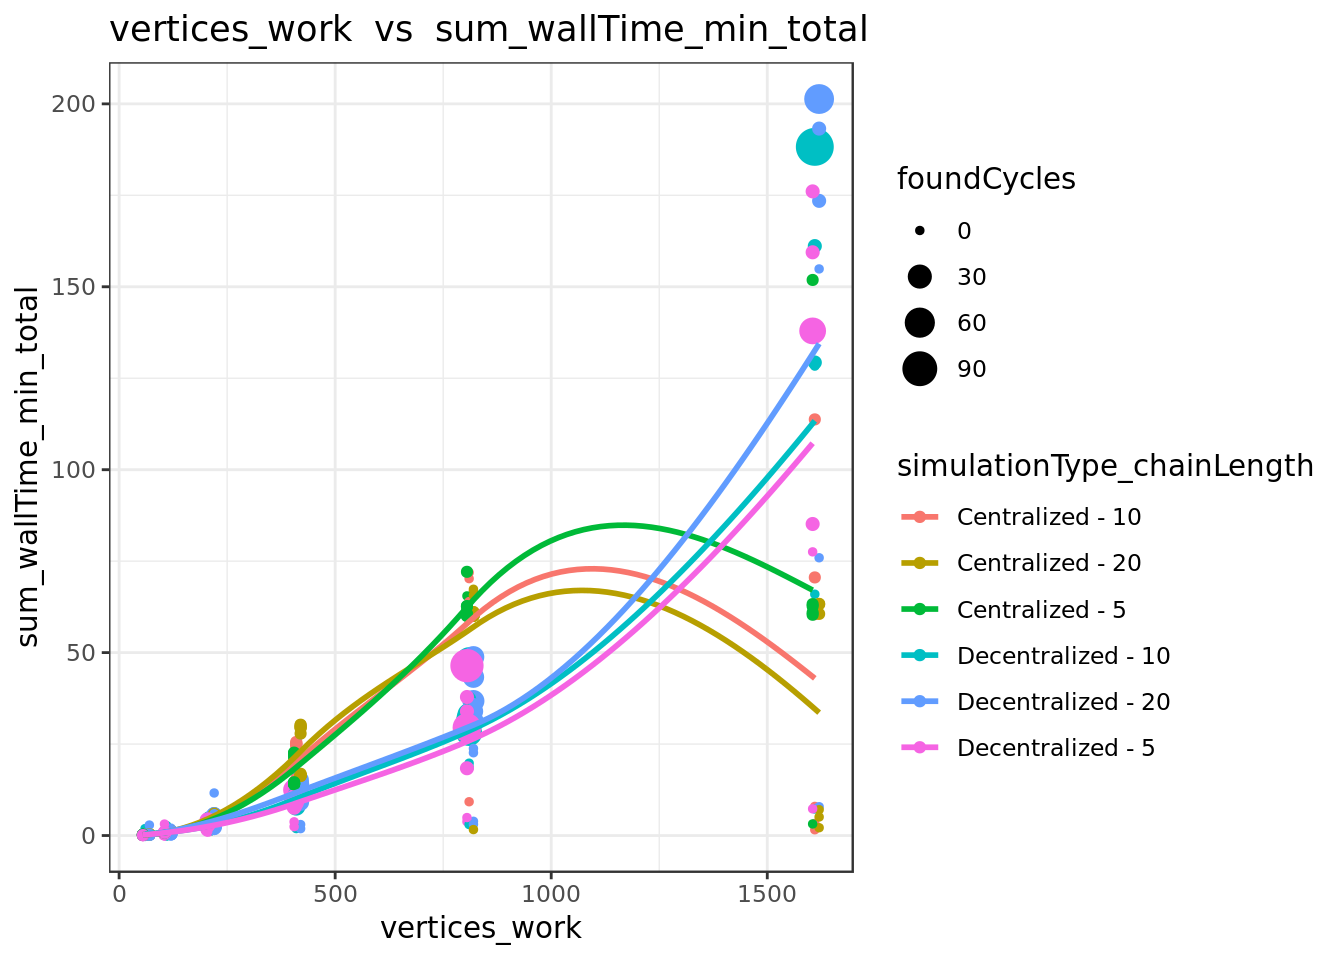 vertices_work vs sum_wallTime_min_total
200
150
100
50
0
0
500
1000
1500
vertices_work
sum_wallTime_min_total
foundCycles
0
30
60
90
simulationType_chainLength
Centralized - 10
Centralized - 20
Centralized - 5
Decentralized - 10
Decentralized - 20
Decentralized - 5